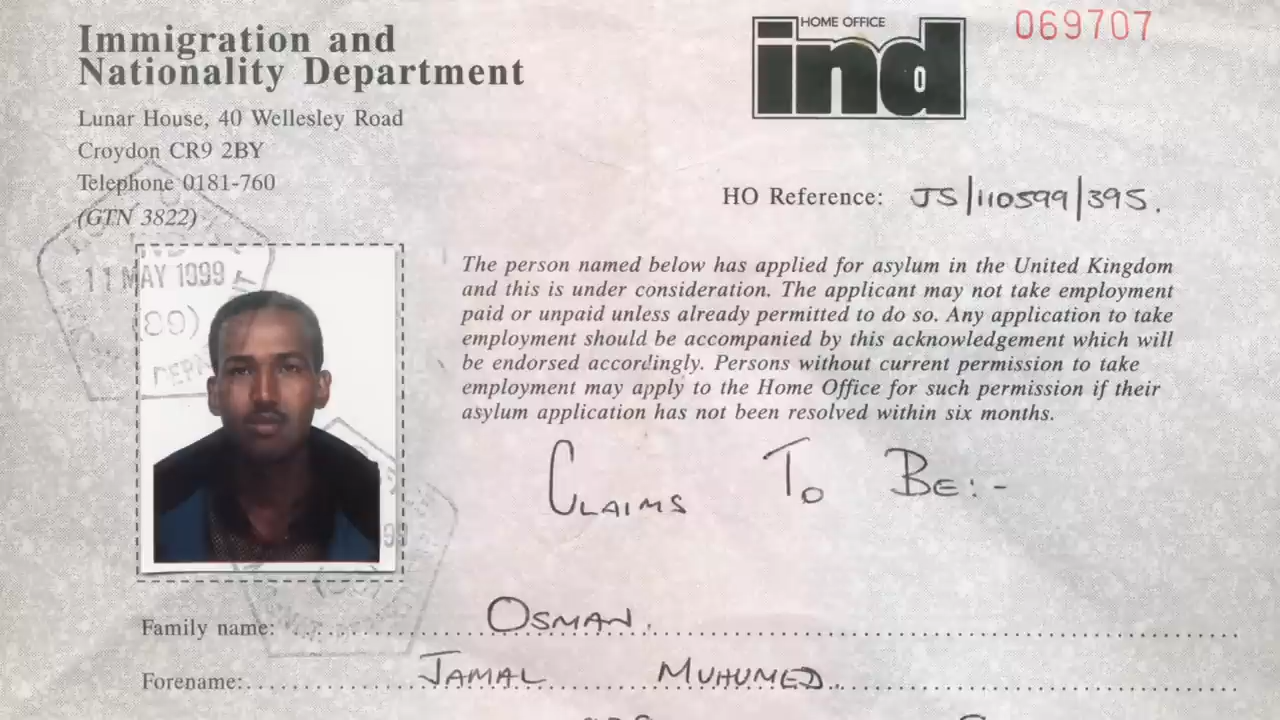 Immigration and
Nationality Department
Lunar House, 40 Wellesley Road
Croydon CR9 2BY
Telephone 0181-760
(GTN 3822)
HOME OFFICE
ind
069707
HO Reference: JS/110599/395.
11 MAY 1999
(89)
The person named below has applied for asylum in the United Kingdom
and this is under consideration. The applicant may not take employment
paid or unpaid unless already permitted to do so. Any application to take
employment should be accompanied by this acknowledgement which will
be endorsed accordingly. Persons without current permission to take
employment may apply to the Home Office for such permission if their
asylum application has not been resolved within six months.
CLAIMS TO BE:-
Family name: OSMAN.
Forename: JAMAL MUHUMED.